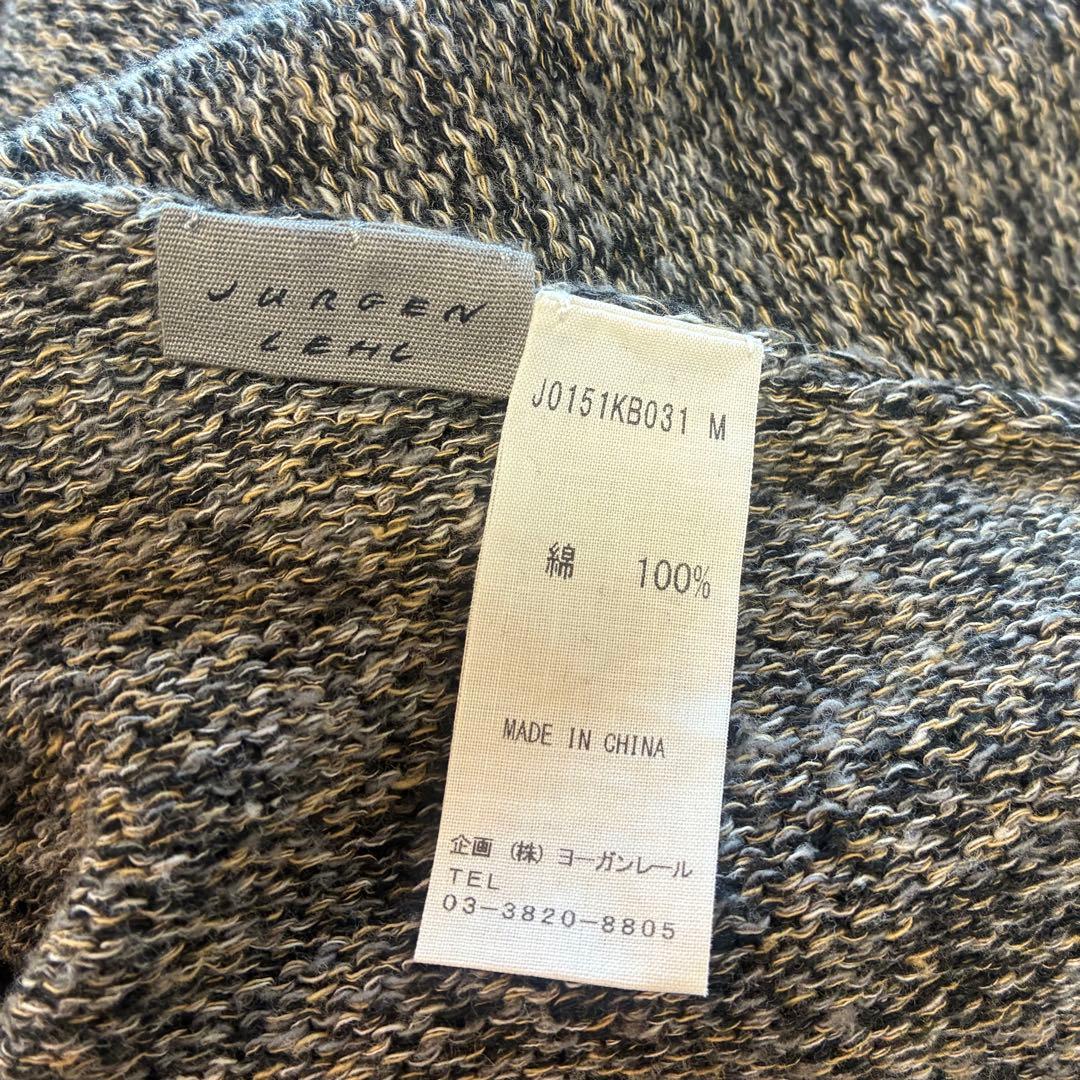 JURGEN
LEHL
J0151KB031 M
綿 100%
MADE IN CHINA
企画 (株) ヨーガンレール
TEL
03-3820-8805